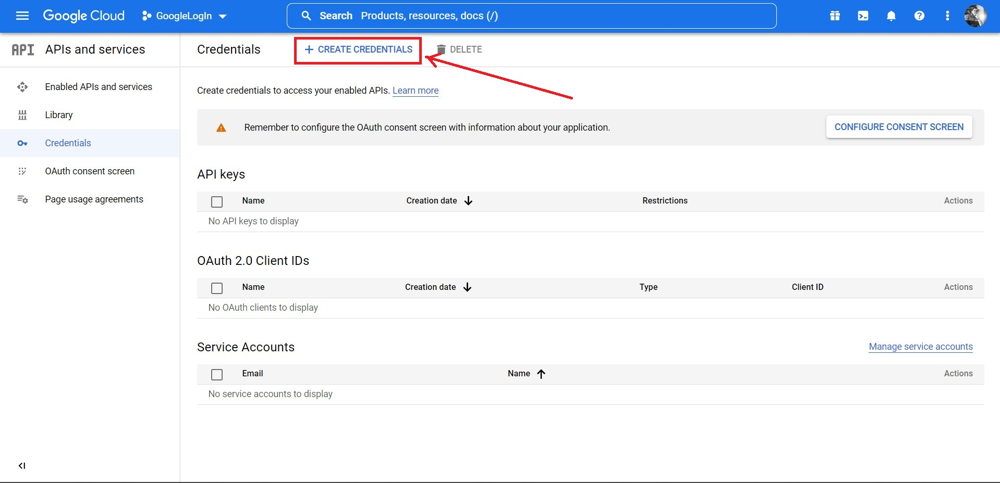 Google Cloud
GoogleLogIn
Search Products, resources, docs (/)
API APIs and services
Credentials
+ CREATE CREDENTIALS
DELETE
Enabled APIs and services
Library
Credentials
OAuth consent screen
Page usage agreements
Create credentials to access your enabled APIs. Learn more
Remember to configure the OAuth consent screen with information about your application.
CONFIGURE CONSENT SCREEN
API keys
Name Creation date Restrictions Actions
No API keys to display
OAuth 2.0 Client IDs
Name Creation date Type Client ID Actions
No OAuth clients to display
Service Accounts
Manage service accounts
Email Name Actions
No service accounts to display